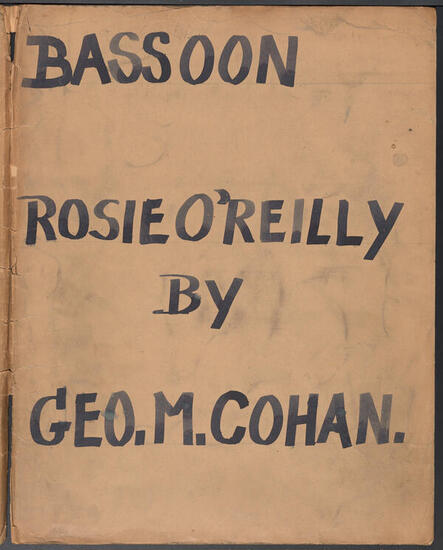 BASSOON
ROSIE O'REILLY
BY
GEO. M. COHAN.